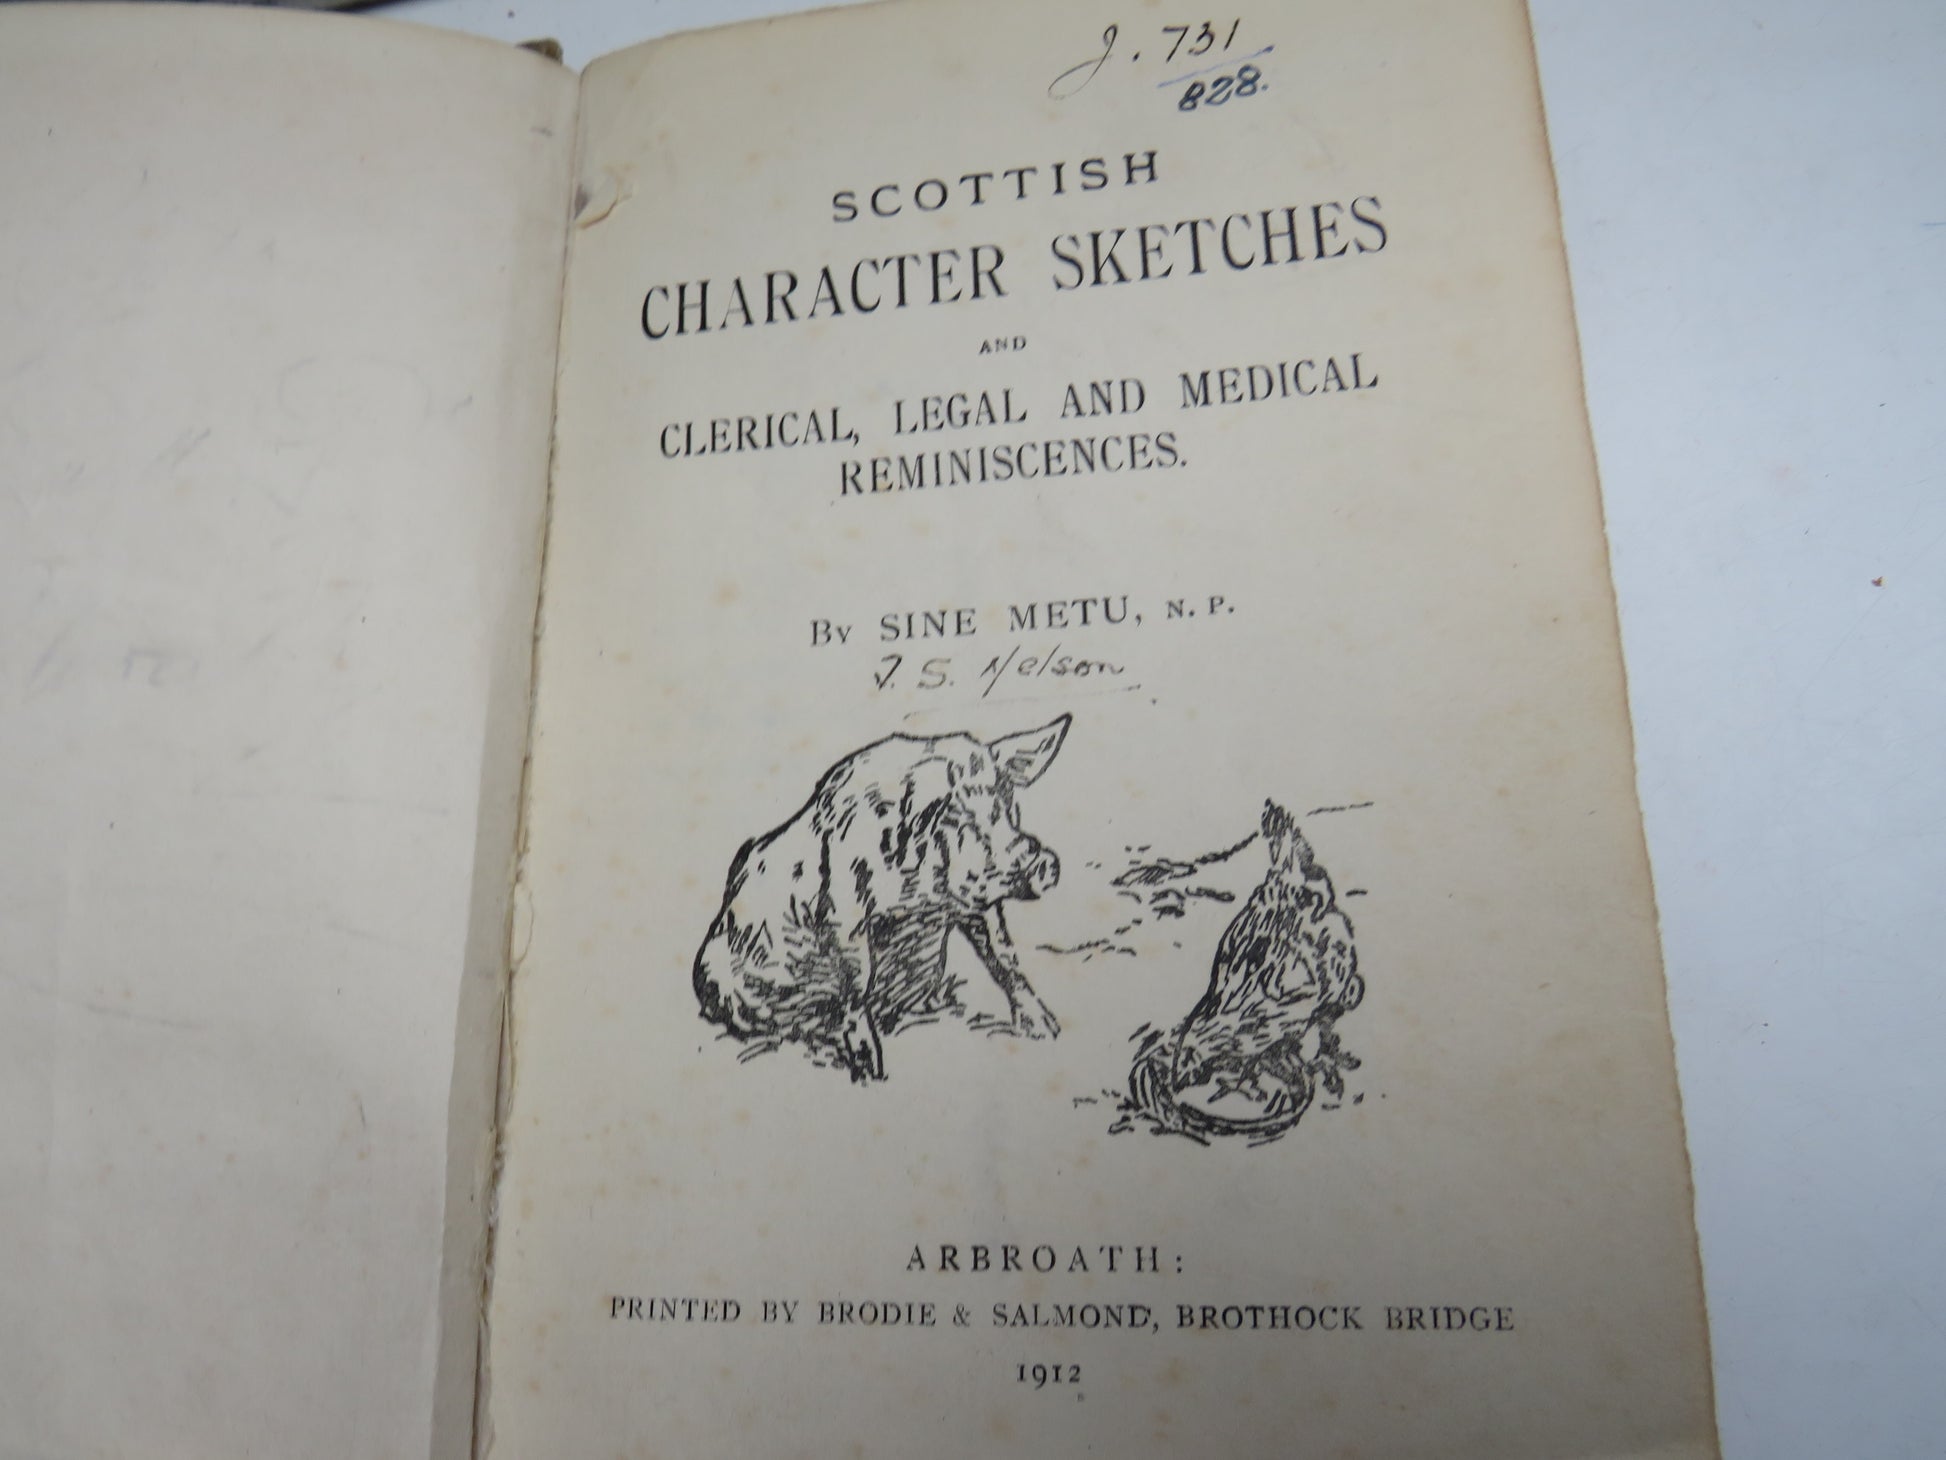 J. 731
828.
SCOTTISH
CHARACTER SKETCHES
AND
CLERICAL, LEGAL AND MEDICAL
REMINISCENCES.
By SINE METU, N. P.
J. S. Nelson
ARBROATH:
PRINTED BY BRODIE & SALMOND, BROTHOCK BRIDGE
1912